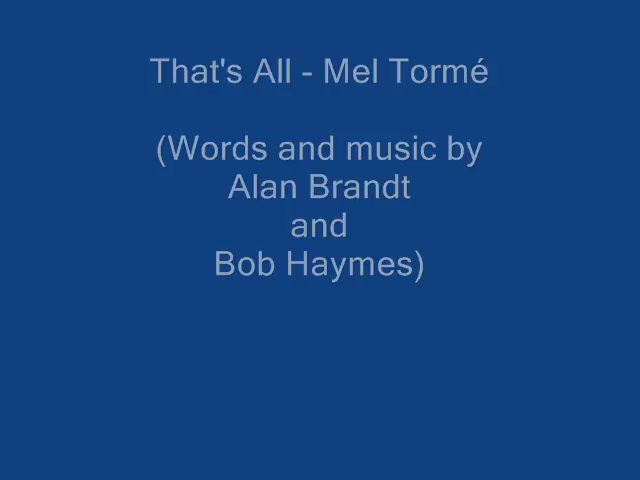 That's All - Mel Tormé
(Words and music by
Alan Brandt
and
Bob Haymes)